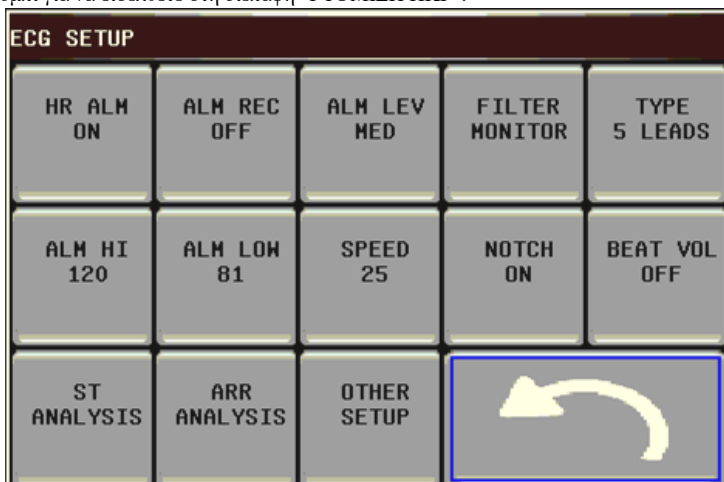 ECG SETUP
HR ALM
ON
ALM REC
OFF
ALM LEV
MED
FILTER
MONITOR
TYPE
5 LEADS
ALM HI
120
ALM LOW
81
SPEED
25
NOTCH
ON
BEAT VOL
OFF
ST
ANALYSIS
ARR
ANALYSIS
OTHER
SETUP